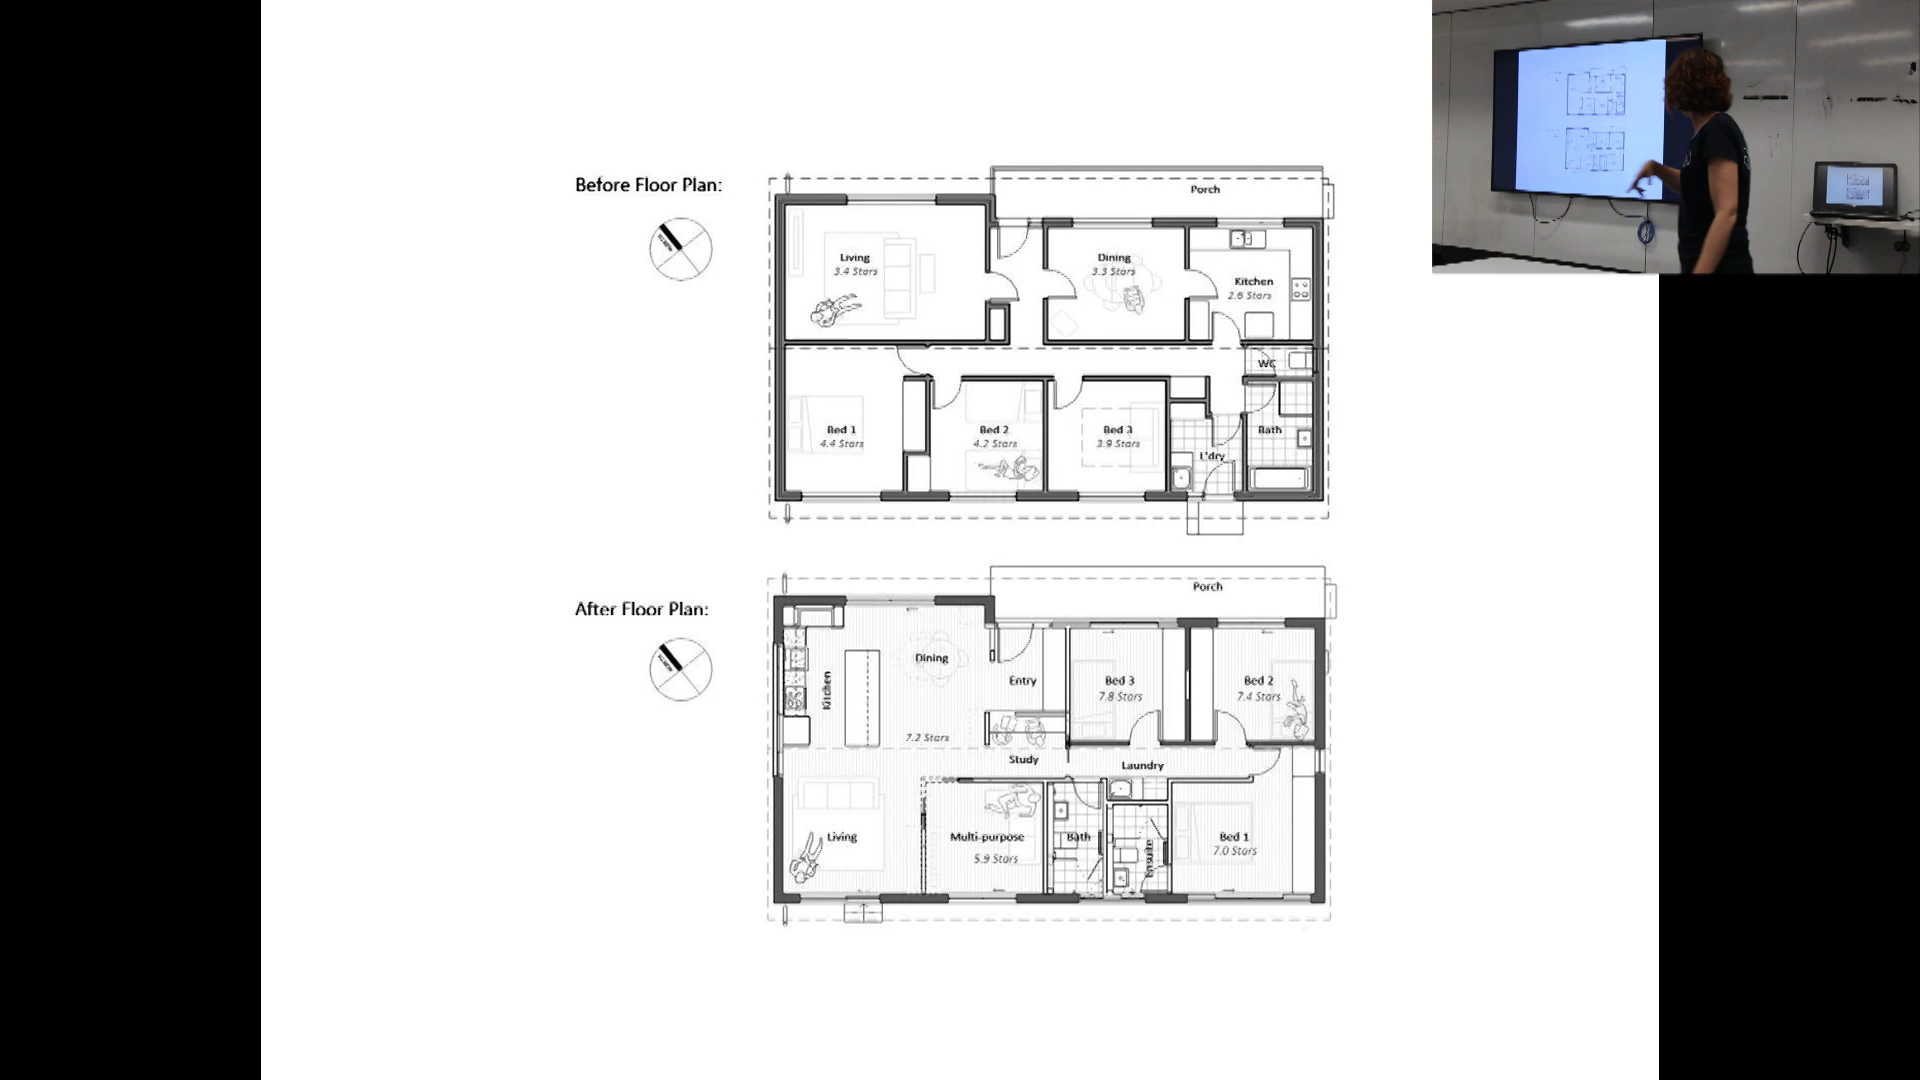 Before Floor Plan:
Porch
Living
3.4 Stars
Dining
3.3 Stars
Kitchen
2.6 Stars
WC
Bed 1
4.4 Stars
Bed 2
4.2 Stars
Bed 3
3.9 Stars
L'dry
Bath
After Floor Plan:
Porch
Kitchen
Dining
7.2 Stars
Entry
Bed 3
7.8 Stars
Bed 2
7.4 Stars
Study
Laundry
Living
Multi-purpose
5.9 Stars
Bath
Ensuite
Bed 1
7.0 Stars